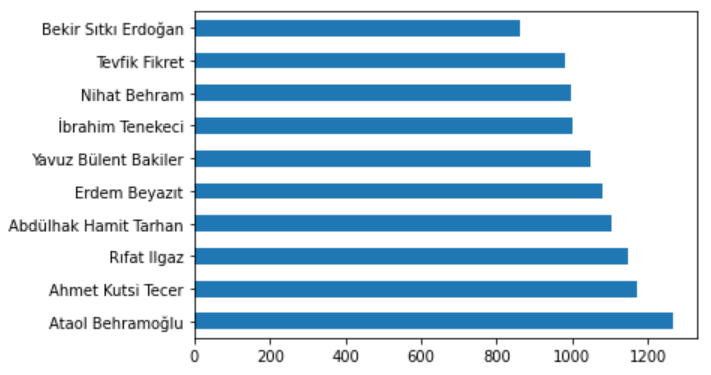 Bekir Sıtkı Erdoğan
Tevfik Fikret
Nihat Behram
İbrahim Tenekeci
Yavuz Bülent Bakiler
Erdem Beyazıt
Abdülhak Hamit Tarhan
Rıfat Ilgaz
Ahmet Kutsi Tecer
Ataol Behramoğlu
0 200 400 600 800 1000 1200